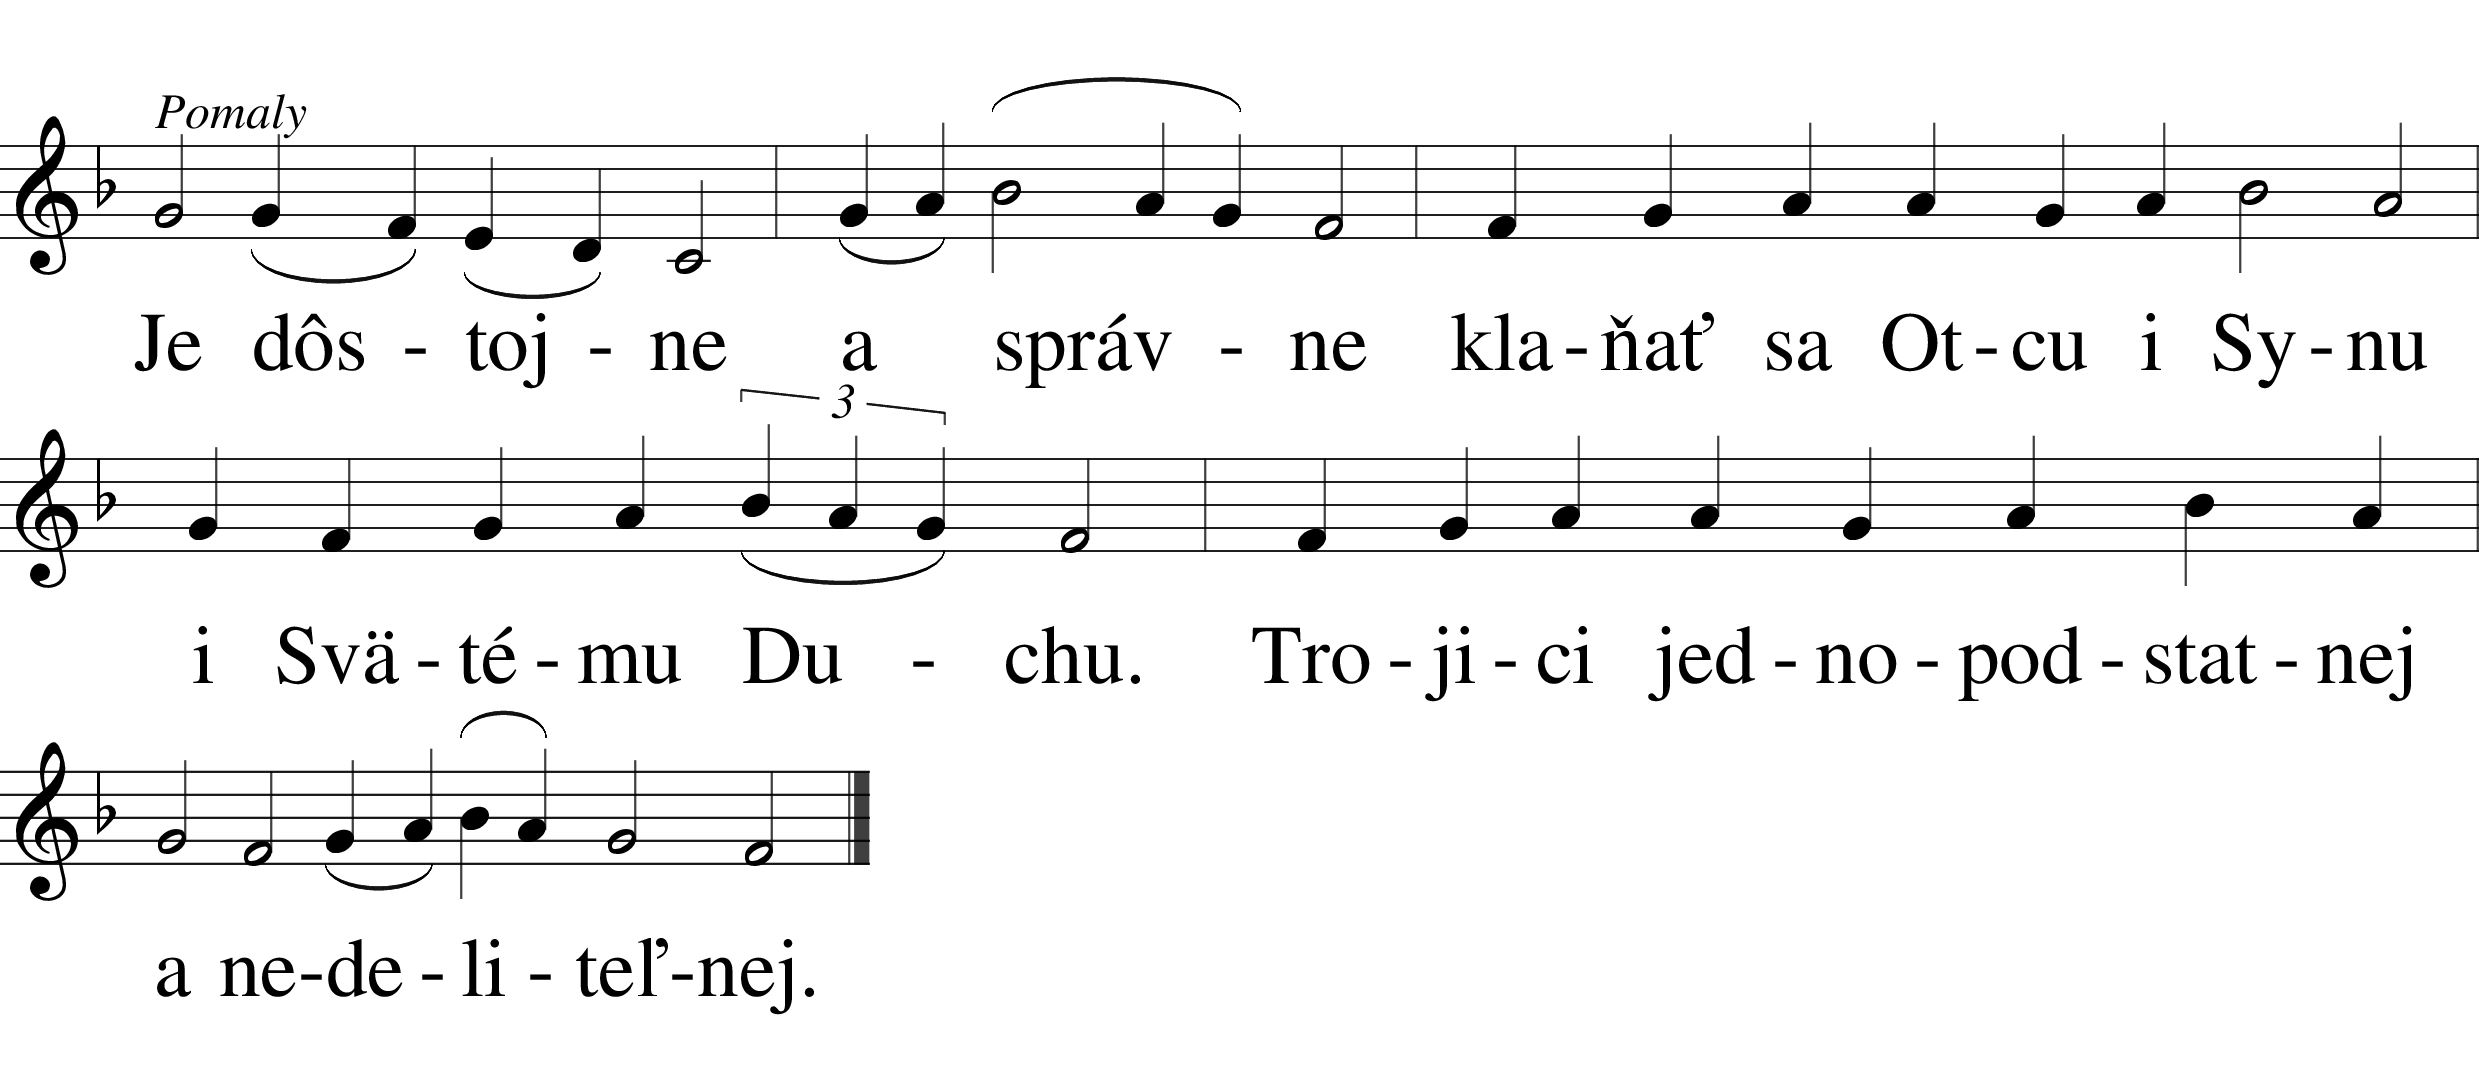 Pomaly
Je dôs - toj - ne a správ - ne kla - ňať sa Ot - cu i Sy - nu
3
i Svä - té - mu Du - chu. Tro - ji - ci jed - no - pod - stat - nej
a ne - de - li - teľ - nej.